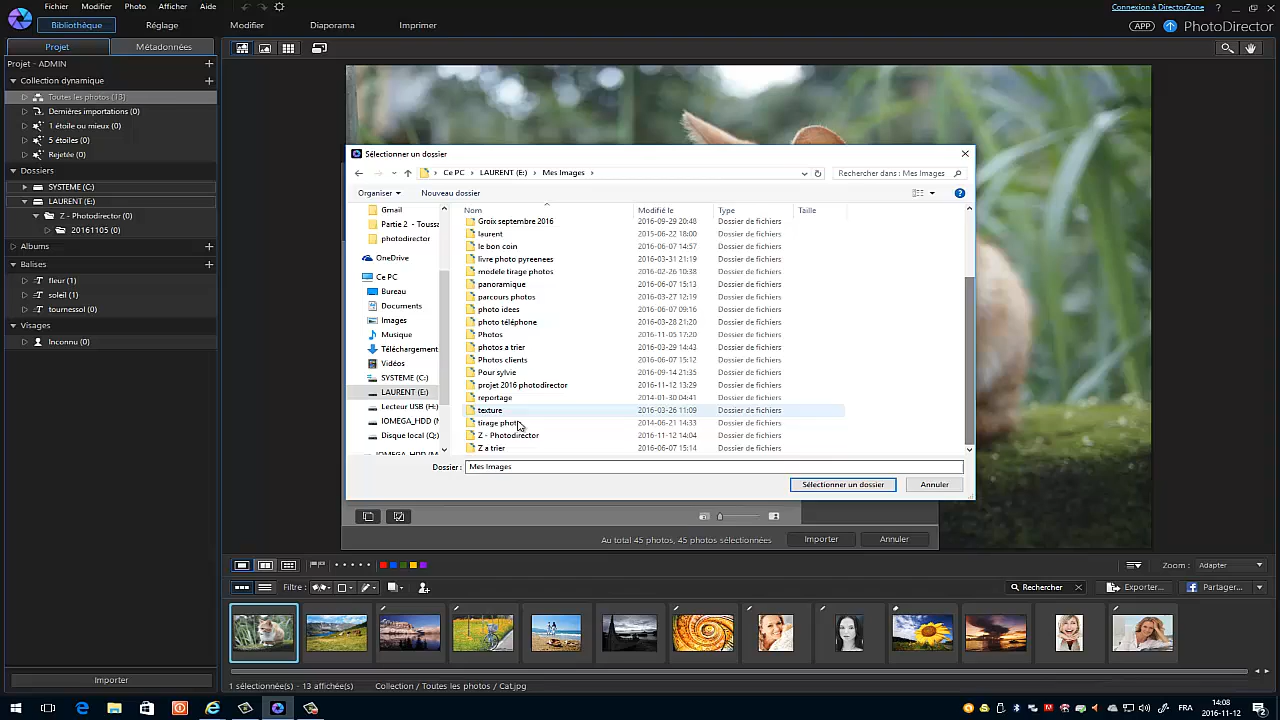 Fichier Modifier Photo Afficher Aide
Connexion à DirectorZone ?
Bibliothèque Réglage Modifier Diaporama Imprimer
APP PhotoDirector
Projet Métadonnées
Projet - ADMIN +
Collection dynamique +
Toutes les photos (13)
Dernières importations (0)
1 étoile ou mieux (0)
5 étoiles (0)
Rejetée (0)
Dossiers
SYSTEME (C:)
LAURENT (E:)
Z - Photodirector (0)
20161105 (0)
Albums +
Balises +
fleur (1)
soleil (1)
tournessol (0)
Visages
Inconnu (0)
Importer
Sélectionner un dossier
Ce PC > LAURENT (E:) > Mes Images >
Rechercher dans : Mes Images
Organiser Nouveau dossier
Nom Modifié le Type Taille
Gmail
Partie 2 - Toussa
photodirector
OneDrive
Ce PC
Bureau
Documents
Images
Musique
Téléchargement
Vidéos
SYSTEME (C:)
LAURENT (E:)
Lecteur USB (H:)
IOMEGA_HDD (
Disque local (Q:)
Groix septembre 2016 2016-09-29 20:48 Dossier de fichiers
laurent 2015-06-22 18:00 Dossier de fichiers
le bon coin 2016-06-07 14:57 Dossier de fichiers
livre photo pyreenees 2016-03-31 21:19 Dossier de fichiers
modele tirage photos 2016-02-26 10:38 Dossier de fichiers
panoramique 2016-06-07 15:13 Dossier de fichiers
parcours photos 2016-03-27 12:19 Dossier de fichiers
photo idees 2016-06-07 09:16 Dossier de fichiers
photo téléphone 2016-03-28 21:20 Dossier de fichiers
Photos 2016-11-05 17:20 Dossier de fichiers
photos a trier 2016-03-29 14:43 Dossier de fichiers
Photos clients 2016-06-07 15:12 Dossier de fichiers
Pour sylvie 2016-09-14 21:35 Dossier de fichiers
projet 2016 photodirector 2016-11-12 13:29 Dossier de fichiers
reportage 2014-01-30 04:41 Dossier de fichiers
texture 2016-03-26 11:09 Dossier de fichiers
tirage photo 2014-06-21 14:33 Dossier de fichiers
Z - Photodirector 2016-11-12 14:04 Dossier de fichiers
Z a trier 2016-06-07 15:14 Dossier de fichiers
Dossier : Mes Images
Sélectionner un dossier Annuler
Au total 45 photos, 45 photos sélectionnées Importer Annuler
Zoom : Adapter
Filtre : Rechercher Exporter... Partager...
1 sélectionnée(s) - 13 affichée(s) Collection / Toutes les photos / Cat.jpg
FRA 14:08
2016-11-12